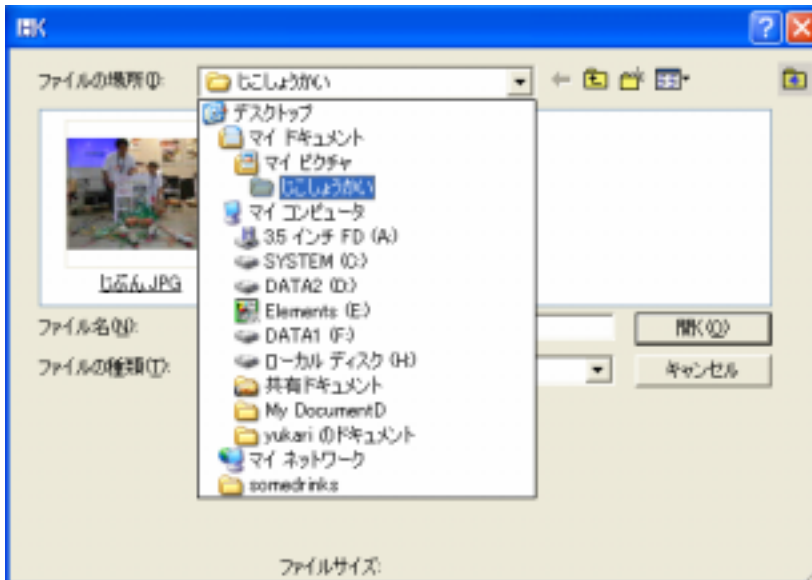 開く
ファイルの場所(I):
じこしょうかい
デスクトップ
マイ ドキュメント
マイ ピクチャ
じこしょうかい
マイ コンピュータ
3.5 インチ FD (A:)
SYSTEM (C:)
DATA2 (D:)
Elements (E:)
DATA1 (F:)
ローカル ディスク (H:)
共有ドキュメント
My DocumentD
yukari のドキュメント
マイ ネットワーク
somedrinks
じぶん.JPG
ファイル名(N):
開く(O)
ファイルの種類(T):
キャンセル
ファイルサイズ: